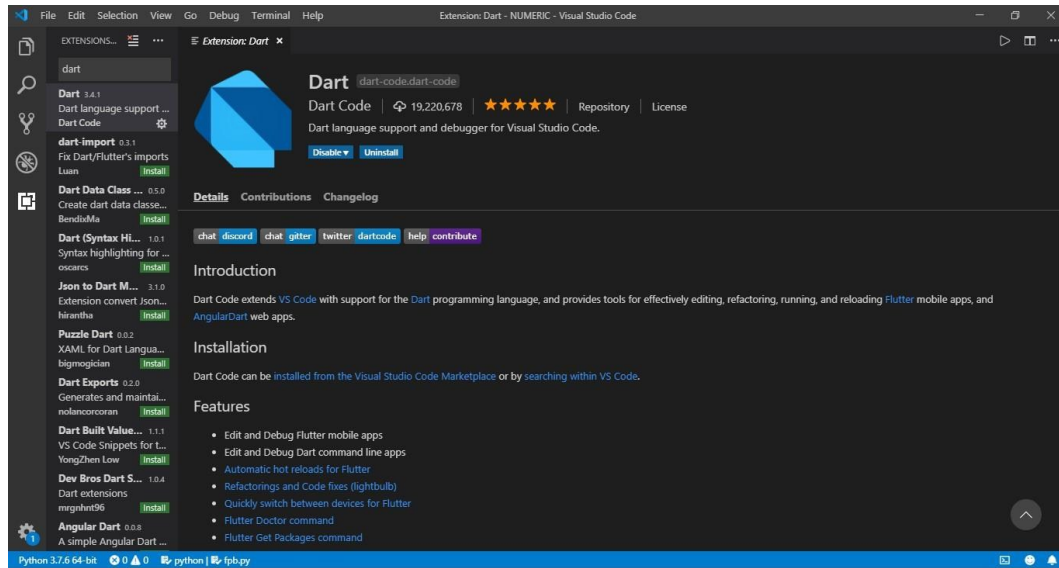 File Edit Selection View Go Debug Terminal Help Extension: Dart - NUMERIC - Visual Studio Code
EXTENSIONS...
dart
Dart 3.4.1
Dart language support ...
Dart Code
dart-import 0.3.1
Fix Dart/Flutter's imports
Luan Install
Dart Data Class ... 0.5.0
Create dart data classe...
BendixMa Install
Dart (Syntax Hi... 1.0.1
Syntax highlighting for ...
oscarcs Install
Json to Dart M... 3.1.0
Extension convert Json...
hirantha Install
Puzzle Dart 0.0.2
XAML for Dart Langua...
bigmogician Install
Dart Exports 0.2.0
Generates and maintai...
nolancorcoran Install
Dart Built Value... 1.1.1
VS Code Snippets for t...
YongZhen Low Install
Dev Bros Dart S... 1.0.4
Dart extensions
mrgnhnt96 Install
Angular Dart 0.0.8
A simple Angular Dart ...
Extension: Dart
Dart dart-code.dart-code
Dart Code 19,220,678 Repository License
Dart language support and debugger for Visual Studio Code.
Disable Uninstall
Details Contributions Changelog
chat discord chat gitter twitter dartcode help contribute
Introduction
Dart Code extends VS Code with support for the Dart programming language, and provides tools for effectively editing, refactoring, running, and reloading Flutter mobile apps, and
AngularDart web apps.
Installation
Dart Code can be installed from the Visual Studio Code Marketplace or by searching within VS Code.
Features
• Edit and Debug Flutter mobile apps
• Edit and Debug Dart command line apps
• Automatic hot reloads for Flutter
• Refactorings and Code fixes (lightbulb)
• Quickly switch between devices for Flutter
• Flutter Doctor command
• Flutter Get Packages command
1
Python 3.7.6 64-bit 0 0 python | fpb.py